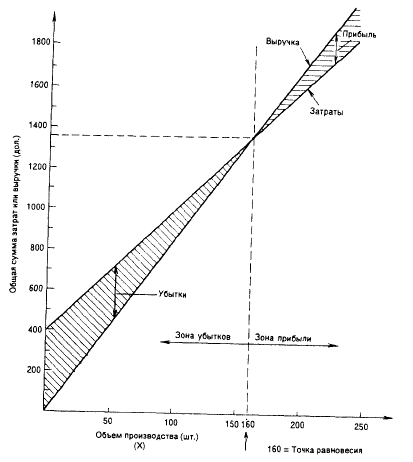 Общая сумма затрат или выручки (дол.)
1800
1600
1400
1200
1000
800
600
400
200
0
Выручка
Прибыль
Затраты
Убытки
Зона убытков
Зона прибыли
50
100
150
160
200
250
Объем производства (шт.)
(X)
160 = Точка равновесия